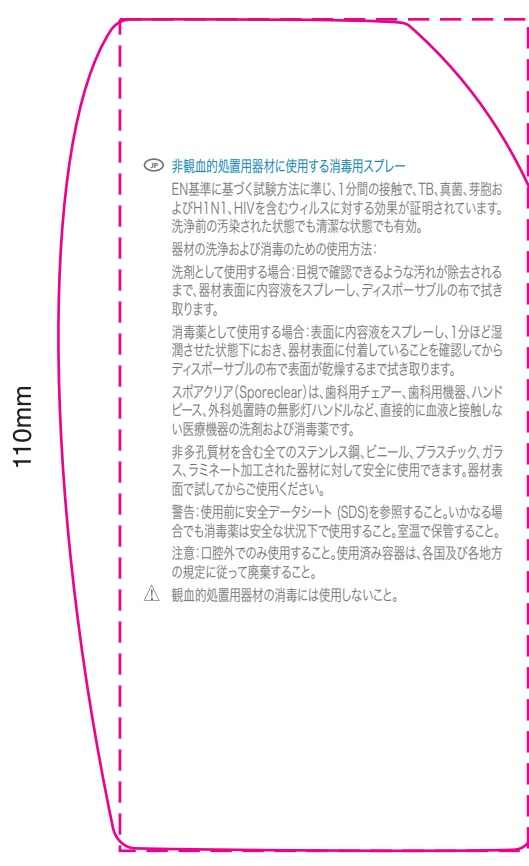 JP 非観血的処置用器材に使用する消毒用スプレー
EN基準に基づく試験方法に準じ、1分間の接触で、TB、真菌、芽胞お
よびH1N1、HIVを含むウィルスに対する効果が証明されています。
洗浄前の汚染された状態でも清潔な状態でも有効。
器材の洗浄および消毒のための使用方法：
洗剤として使用する場合：目視で確認できるような汚れが除去される
まで、器材表面に内容液をスプレーし、ディスポーサブルの布で拭き
取ります。
消毒薬として使用する場合：表面に内容液をスプレーし、1分ほど湿
潤させた状態下におき、器材表面に付着していることを確認してから
ディスポーサブルの布で表面が乾燥するまで拭き取ります。
スポアクリア（Sporeclear）は、歯科用チェアー、歯科用機器、ハンド
ピース、外科処置時の無影灯ハンドルなど、直接的に血液と接触しな
い医療機器の洗剤および消毒薬です。
非多孔質材を含む全てのステンレス鋼、ビニール、プラスチック、ガラ
ス、ラミネート加工された器材に対して安全に使用できます。器材表
面で試してからご使用ください。
警告：使用前に安全データシート (SDS)を参照すること。いかなる場
合でも消毒薬は安全な状況下で使用すること。室温で保管すること。
注意：口腔外でのみ使用すること。使用済み容器は、各国及び各地方
の規定に従って廃棄すること。
観血的処置用器材の消毒には使用しないこと。
110mm